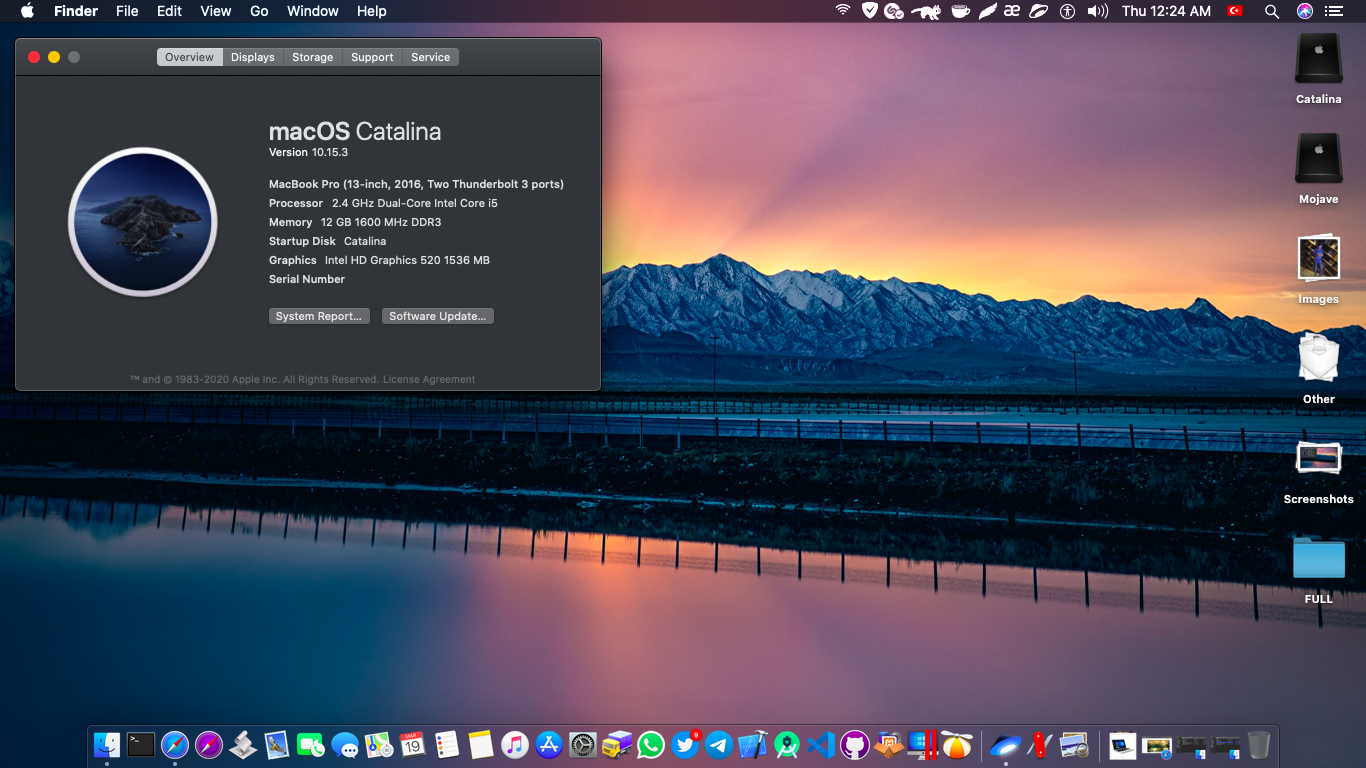 Finder File Edit View Go Window Help
æ Thu 12:24 AM
Overview Displays Storage Support Service
macOS Catalina
Version 10.15.3
MacBook Pro (13-inch, 2016, Two Thunderbolt 3 ports)
Processor 2.4 GHz Dual-Core Intel Core i5
Memory 12 GB 1600 MHz DDR3
Startup Disk Catalina
Graphics Intel HD Graphics 520 1536 MB
Serial Number
System Report... Software Update...
™ and © 1983-2020 Apple Inc. All Rights Reserved. License Agreement
Catalina
Mojave
Images
Other
Screenshots
FULL
>_
MAR
19
9